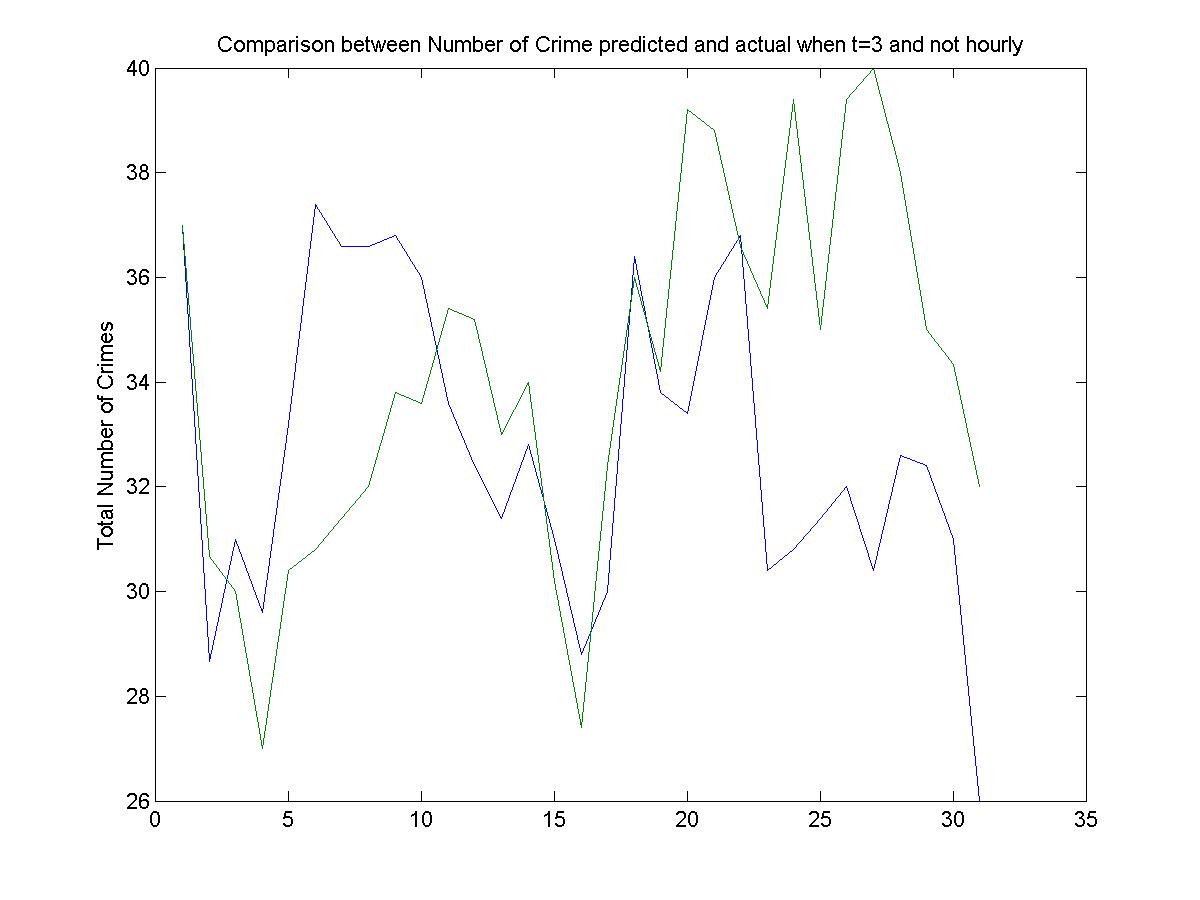 Comparison between Number of Crime predicted and actual when t=3 and not hourly
Total Number of Crimes
40
38
36
34
32
30
28
26
0 5 10 15 20 25 30 35